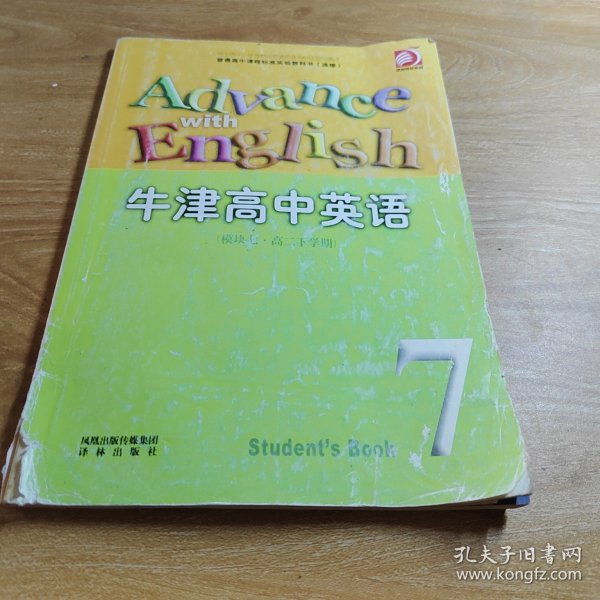 普通高中课程标准实验教科书（选修）
Advance
with
English
牛津高中英语
（模块七·高二下学期）
7
Student's Book
凤凰出版传媒集团
译林出版社
孔夫子旧书网
www.kongfz.com